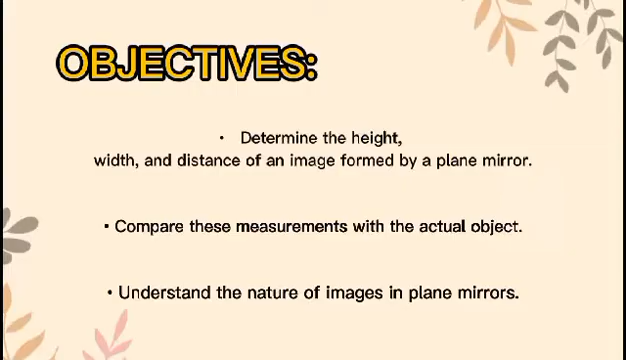 OBJECTIVES:
• Determine the height,
width, and distance of an image formed by a plane mirror.
• Compare these measurements with the actual object.
• Understand the nature of images in plane mirrors.